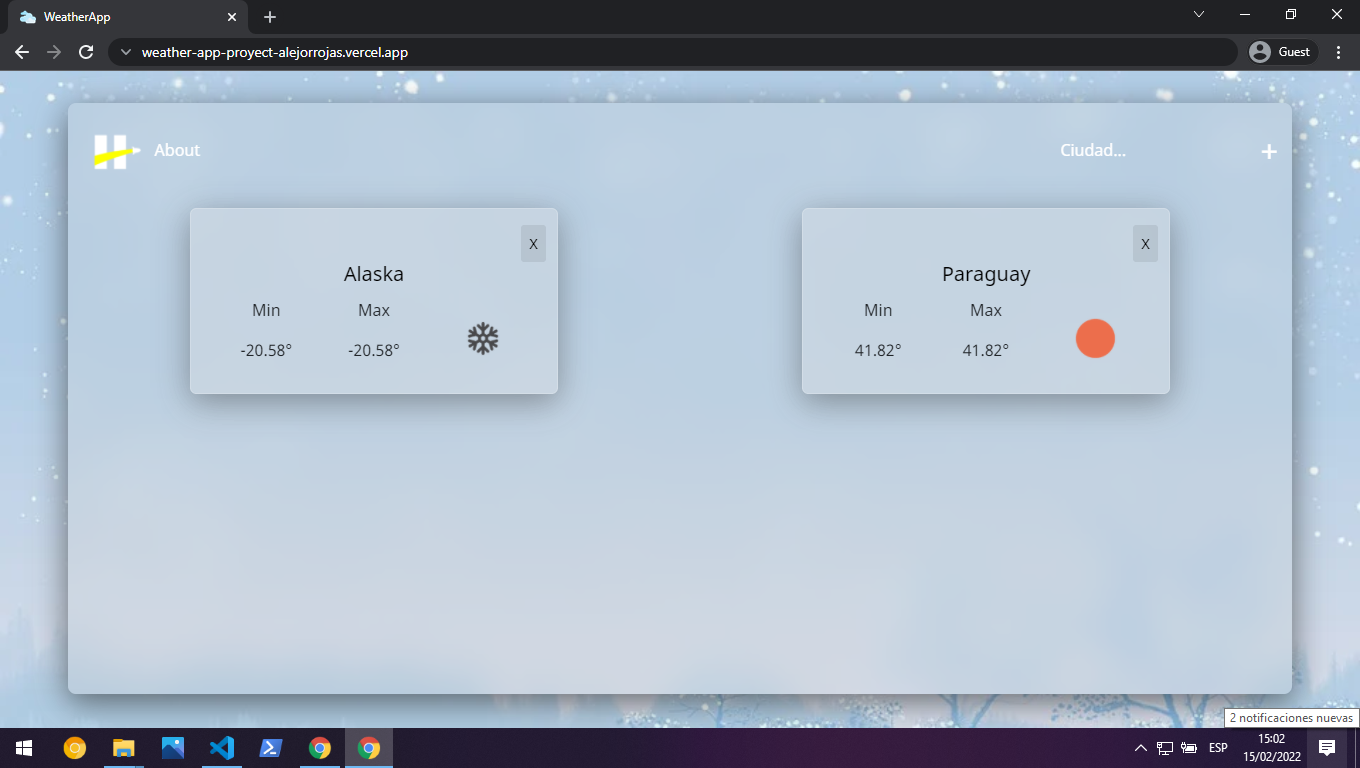 WeatherApp
weather-app-proyect-alejorrojas.vercel.app
Guest
About
Ciudad...
+
X
Alaska
Min Max
-20.58° -20.58°
X
Paraguay
Min Max
41.82° 41.82°
2 notificaciones nuevas
ESP
15:02
15/02/2022